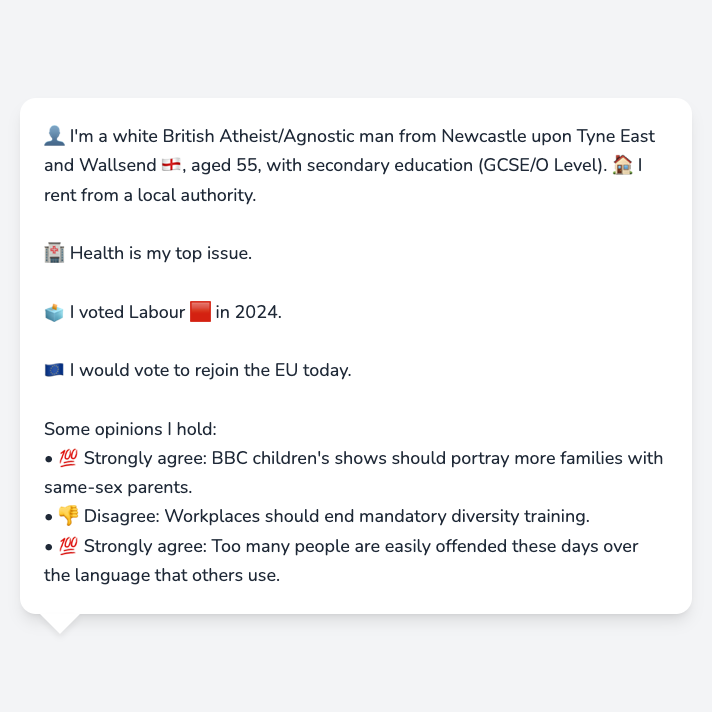 👤 I'm a white British Atheist/Agnostic man from Newcastle upon Tyne East
and Wallsend 🏴󠁧󠁢󠁥󠁮󠁧󠁿, aged 55, with secondary education (GCSE/O Level). 🏠 I
rent from a local authority.
🏥 Health is my top issue.
🗳️ I voted Labour 🟥 in 2024.
🇪🇺 I would vote to rejoin the EU today.
Some opinions I hold:
• 💯 Strongly agree: BBC children's shows should portray more families with
same-sex parents.
• 👎 Disagree: Workplaces should end mandatory diversity training.
• 💯 Strongly agree: Too many people are easily offended these days over
the language that others use.